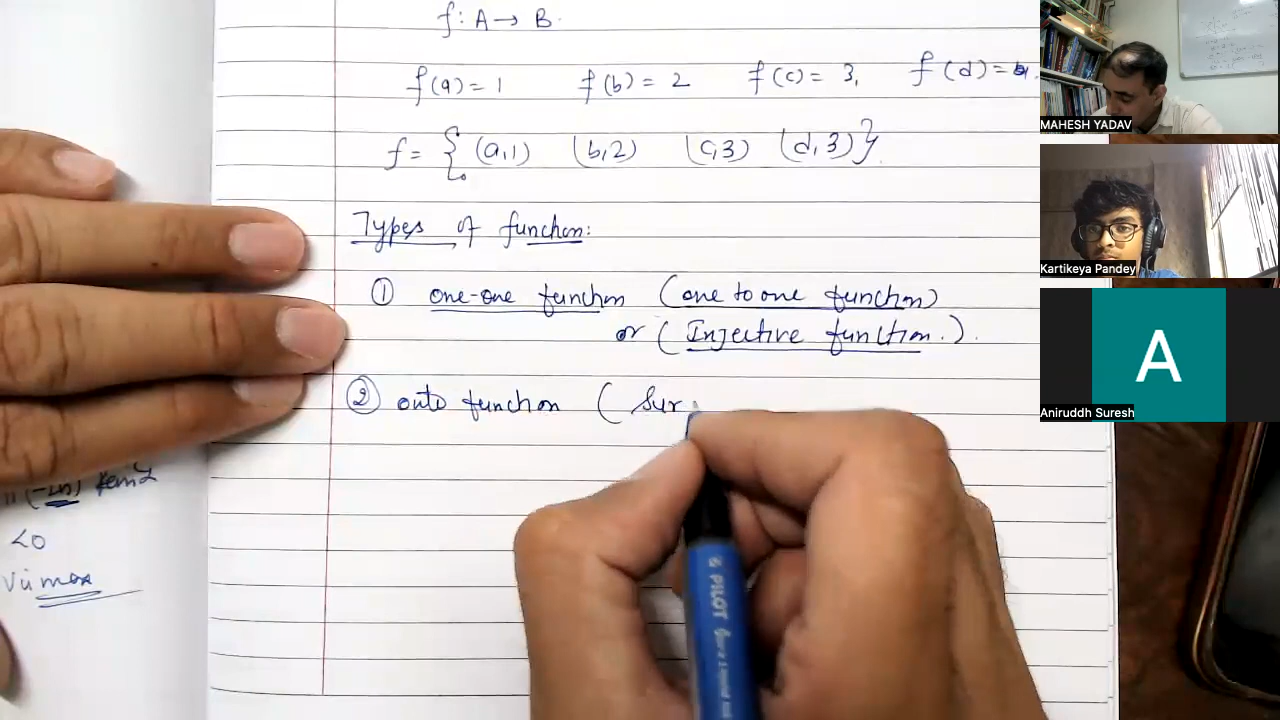 f: A → B.
f(a) = 1 f(b) = 2 f(c) = 3, f(d) =
f = { (a,1) (b,2) (c,3) (d,3) }
Types of function:
① one-one function (one to one function)
or (Injective function.).
② onto function ( Sur
<0
PILOT
MAHESH YADAV
Kartikeya Pandey
A
Aniruddh Suresh